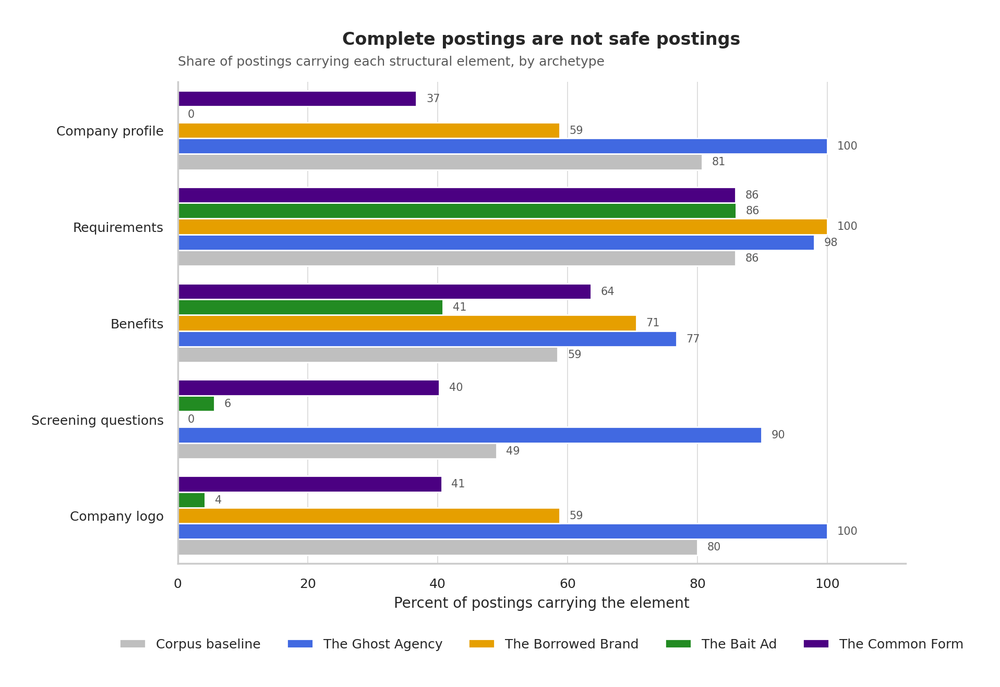 Complete postings are not safe postings
Share of postings carrying each structural element, by archetype
Company profile
37
0
59
100
81
Requirements
86
86
100
98
86
Benefits
64
41
71
77
59
Screening questions
40
6
0
90
49
Company logo
41
4
59
100
80
0 20 40 60 80 100
Percent of postings carrying the element
Corpus baseline The Ghost Agency The Borrowed Brand The Bait Ad The Common Form